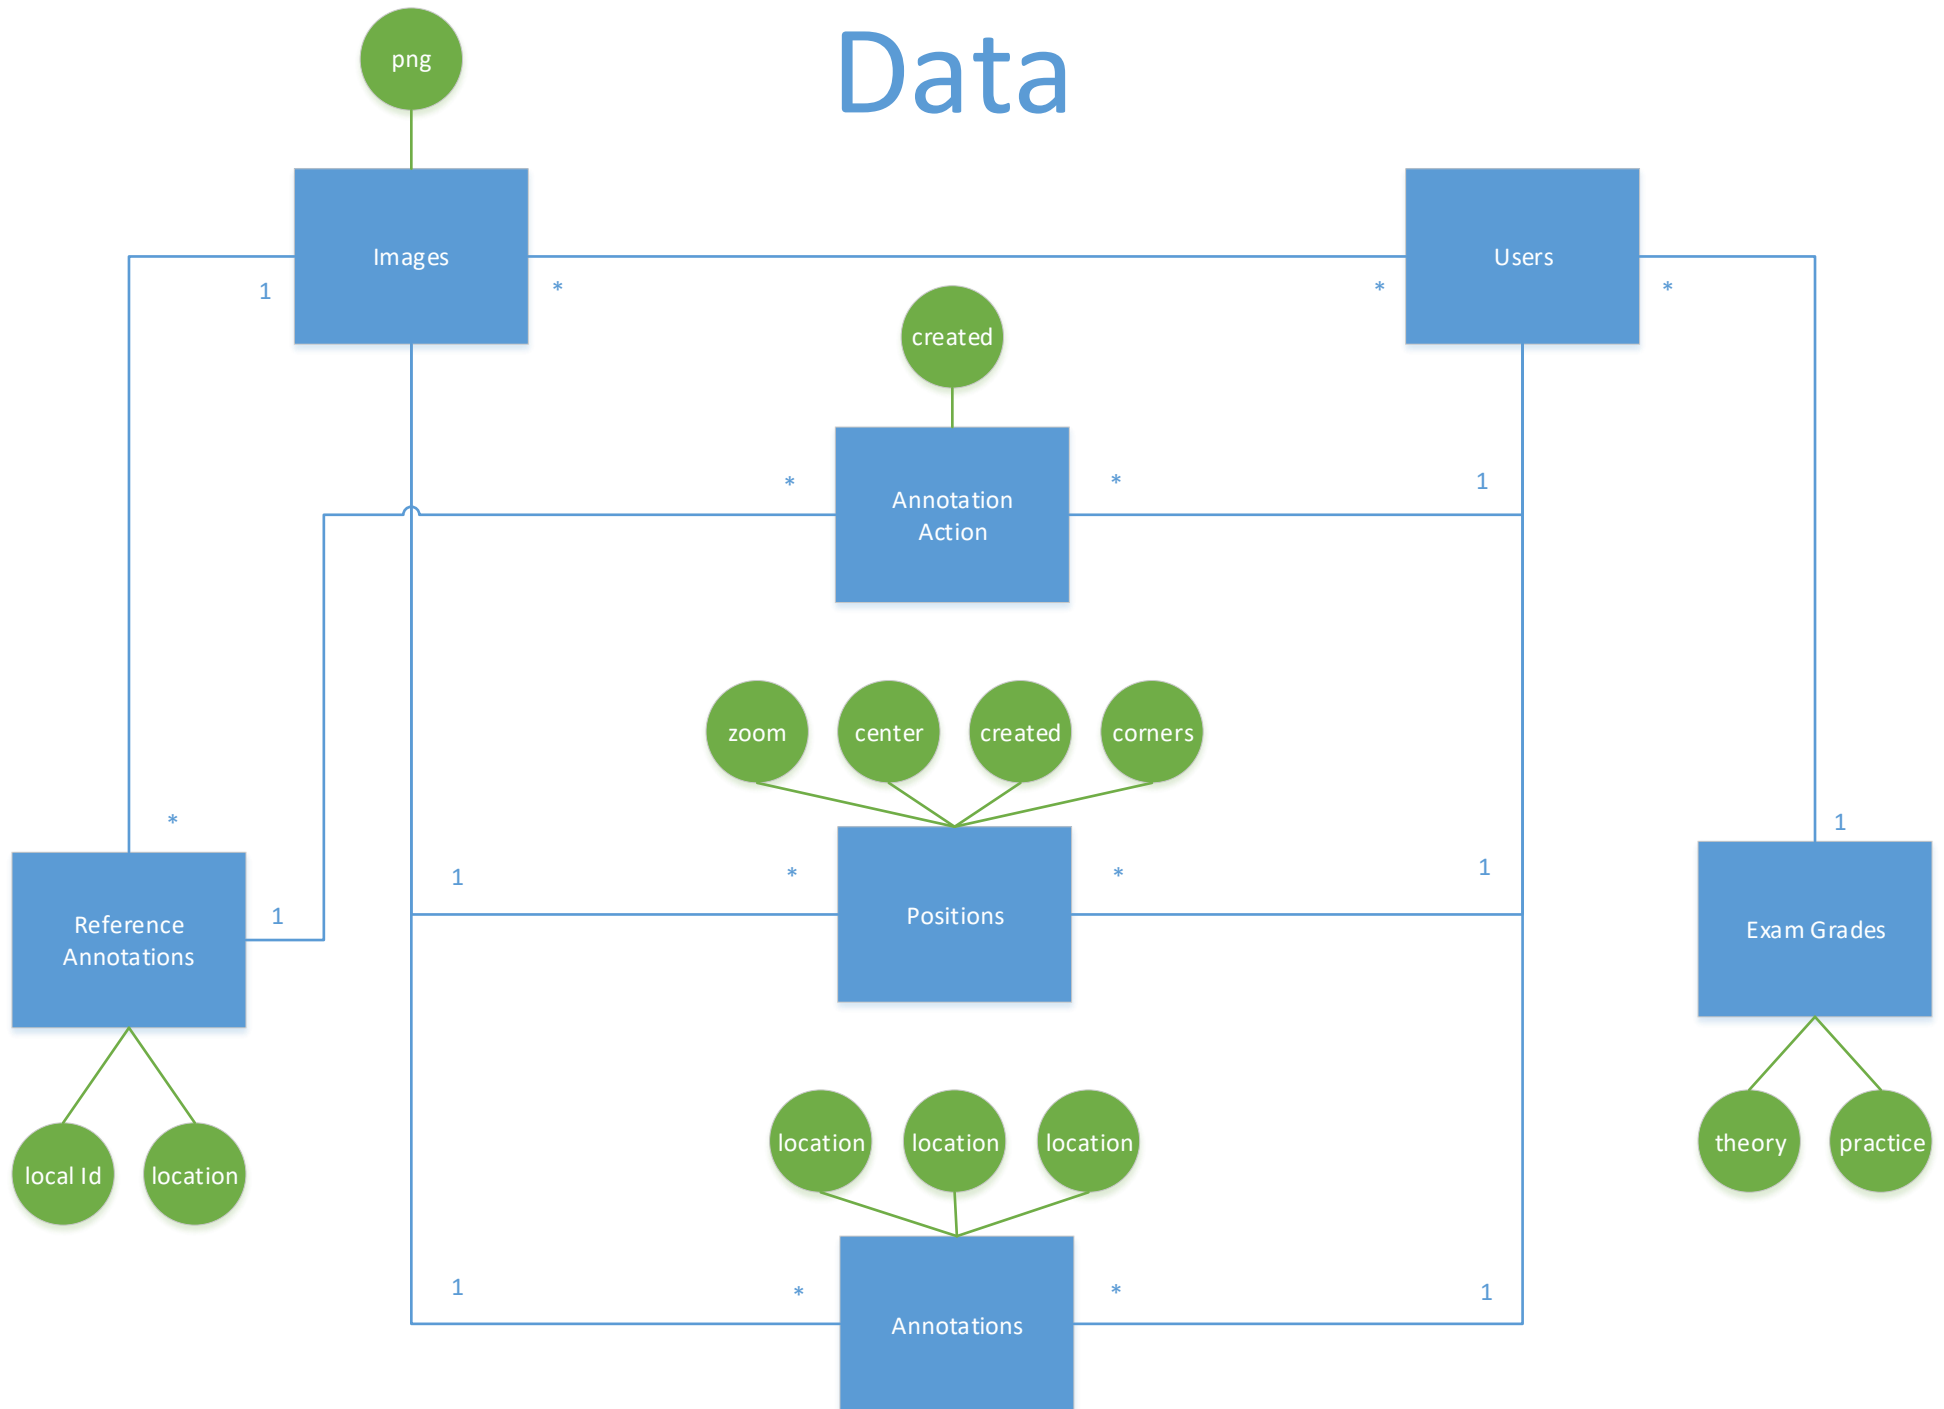 Data
png
Images
Users
1
*
*
*
created
Annotation
Action
*
*
1
zoom
center
created
corners
*
1
Reference
Annotations
1
1
*
Positions
*
1
Exam Grades
local Id
location
location
location
location
theory
practice
1
*
Annotations
*
1